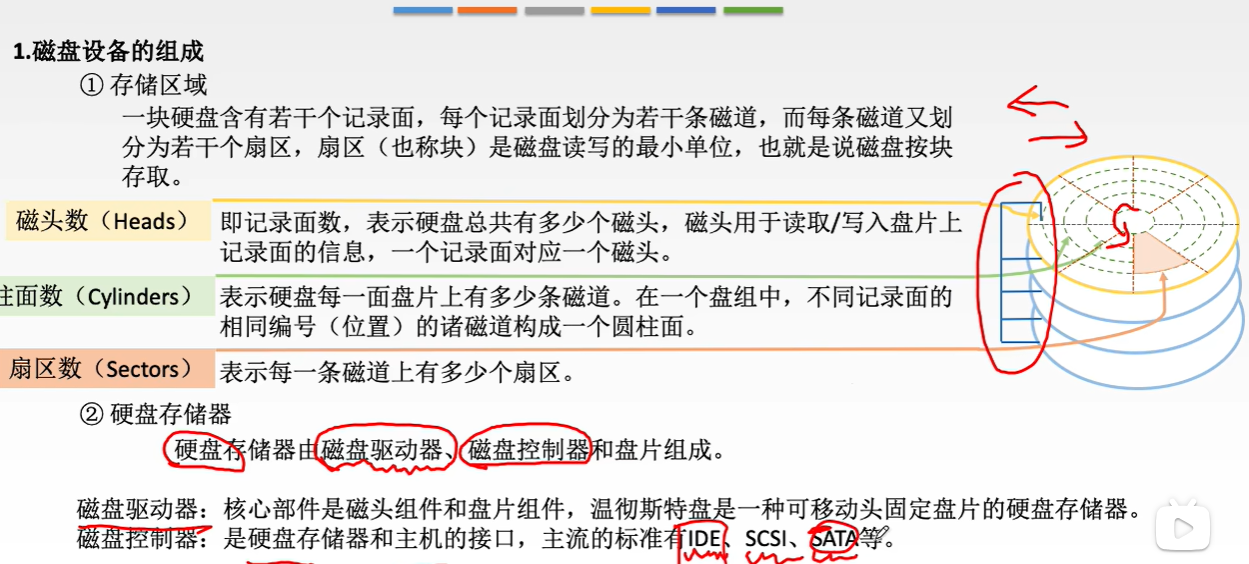 1.磁盘设备的组成
① 存储区域
一块硬盘含有若干个记录面，每个记录面划分为若干条磁道，而每条磁道又划
分为若干个扇区，扇区（也称块）是磁盘读写的最小单位，也就是说磁盘按块
存取。
磁头数（Heads） 即记录面数，表示硬盘总共有多少个磁头，磁头用于读取/写入盘片上
记录面的信息，一个记录面对应一个磁头。
柱面数（Cylinders） 表示硬盘每一面盘片上有多少条磁道。在一个盘组中，不同记录面的
相同编号（位置）的诸磁道构成一个圆柱面。
扇区数（Sectors） 表示每一条磁道上有多少个扇区。
② 硬盘存储器
硬盘存储器由磁盘驱动器、磁盘控制器和盘片组成。
磁盘驱动器：核心部件是磁头组件和盘片组件，温彻斯特盘是一种可移动头固定盘片的硬盘存储器。
磁盘控制器：是硬盘存储器和主机的接口，主流的标准有IDE、SCSI、SATA等。